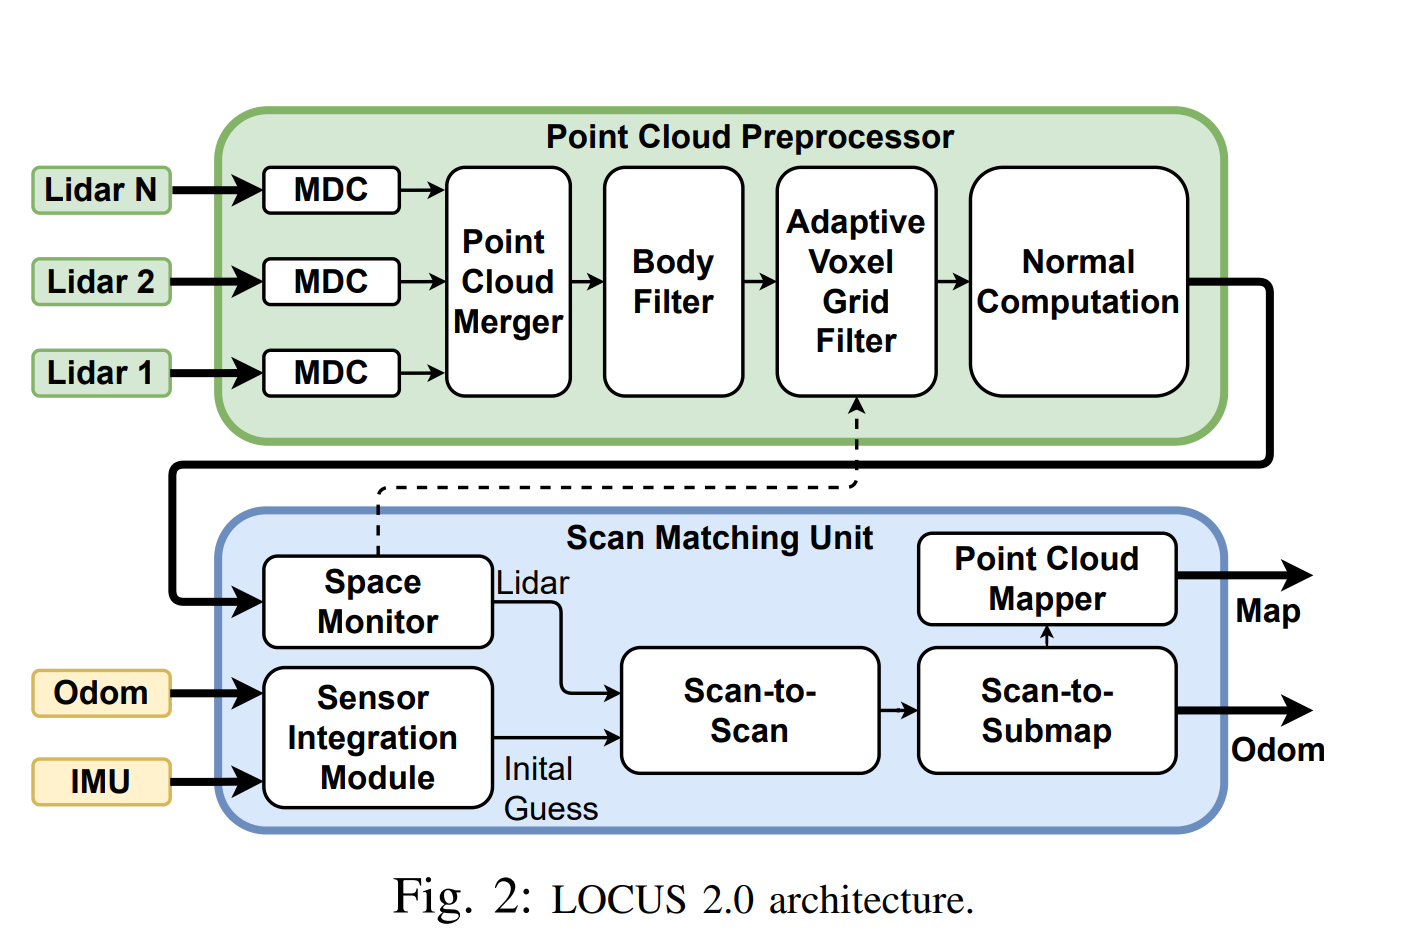 Point Cloud Preprocessor
Lidar N
MDC
Lidar 2
MDC
Lidar 1
MDC
Point
Cloud
Merger
Body
Filter
Adaptive
Voxel
Grid
Filter
Normal
Computation
Scan Matching Unit
Space
Monitor
Lidar
Odom
IMU
Sensor
Integration
Module
Inital
Guess
Scan-to-
Scan
Scan-to-
Submap
Point Cloud
Mapper
Map
Odom
Fig. 2: LOCUS 2.0 architecture.